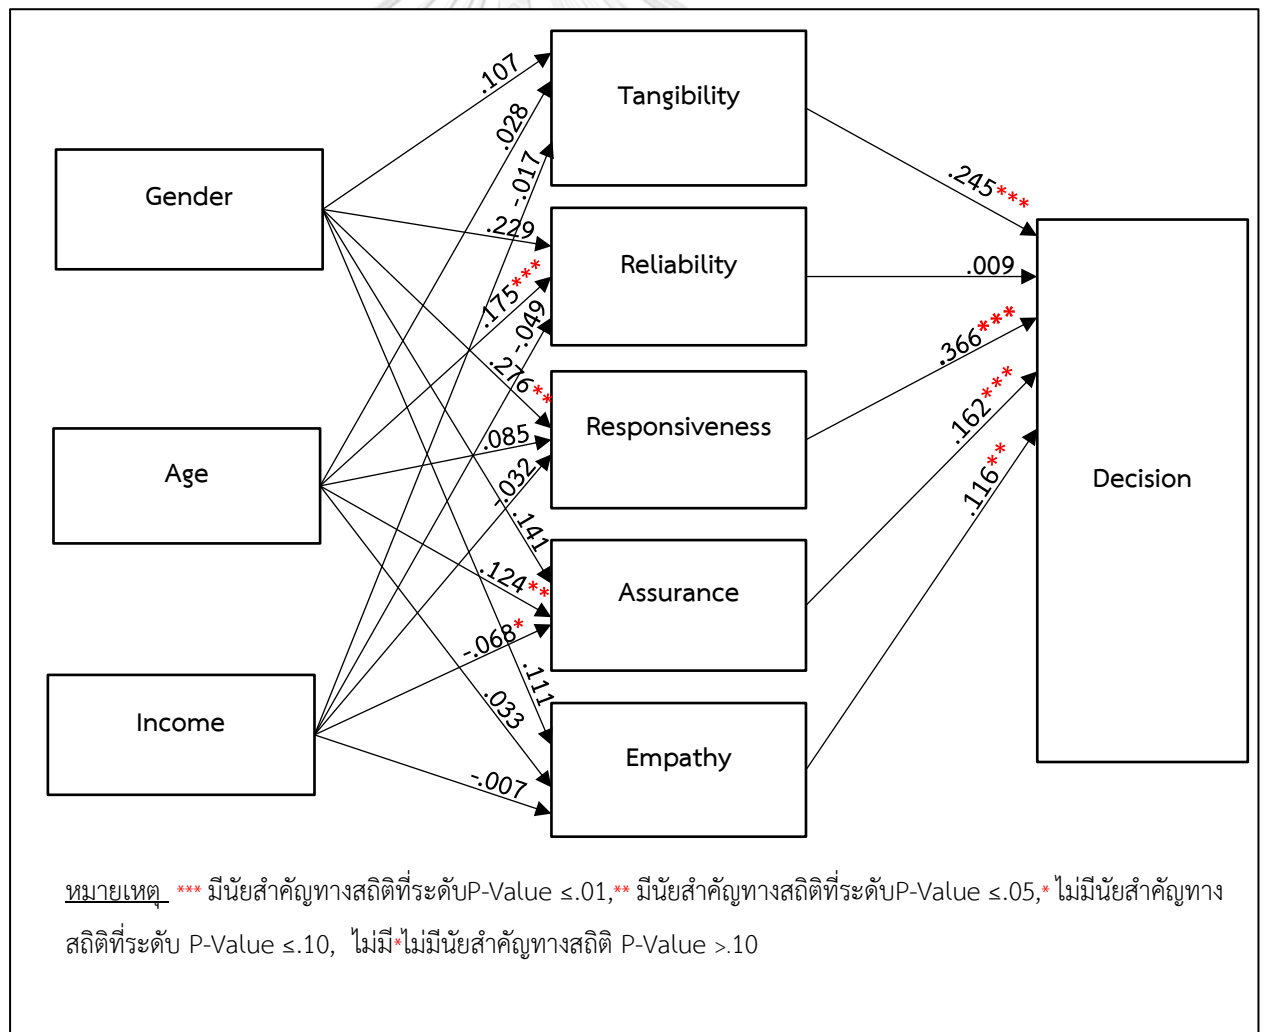 Tangibility
.107
.028
-.017
Gender
.245***
.229
Reliability
.009
.175***
-.049
.366***
.276**
Responsiveness
.085
.162***
-.032
Age
.116**
Decision
.141
.124**
Assurance
-.068*
.111
.033
Income
Empathy
-.007
หมายเหตุ *** มีนัยสำคัญทางสถิติที่ระดับP-Value ≤.01,** มีนัยสำคัญทางสถิติที่ระดับP-Value ≤.05,* ไม่มีนัยสำคัญทาง
สถิติที่ระดับ P-Value ≤.10, ไม่มี*ไม่มีนัยสำคัญทางสถิติ P-Value >.10